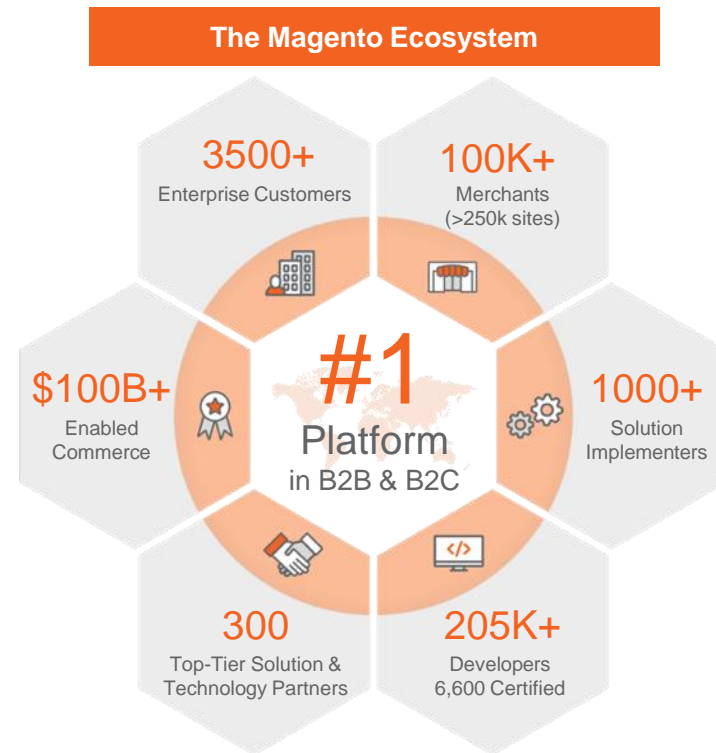 The Magento Ecosystem
3500+
Enterprise Customers
100K+
Merchants
(>250k sites)
$100B+
Enabled
Commerce
#1
Platform
in B2B & B2C
1000+
Solution
Implementers
300
Top-Tier Solution &
Technology Partners
</>
205K+
Developers
6,600 Certified